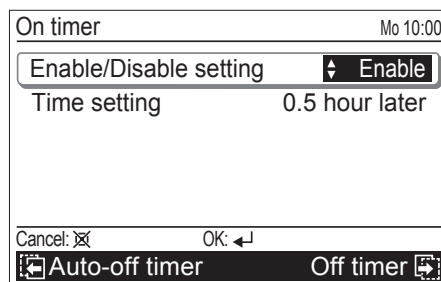 On timer Mo 10:00
Enable/Disable setting Enable
Time setting 0.5 hour later
Cancel: OK:
Auto-off timer Off timer